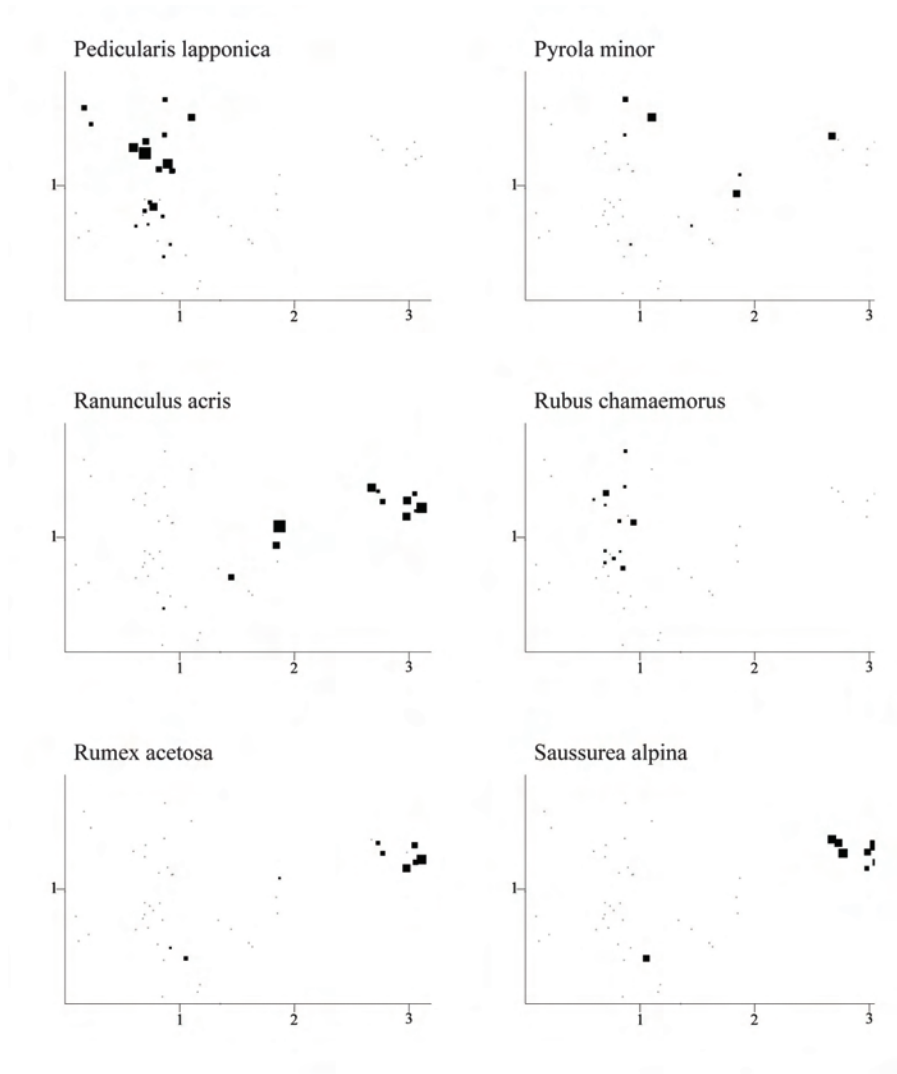 Pedicularis lapponica
Pyrola minor
1
1
1 2 3
1 2 3
Ranunculus acris
Rubus chamaemorus
1
1
1 2 3
1 2 3
Rumex acetosa
Saussurea alpina
1
1
1 2 3
1 2 3